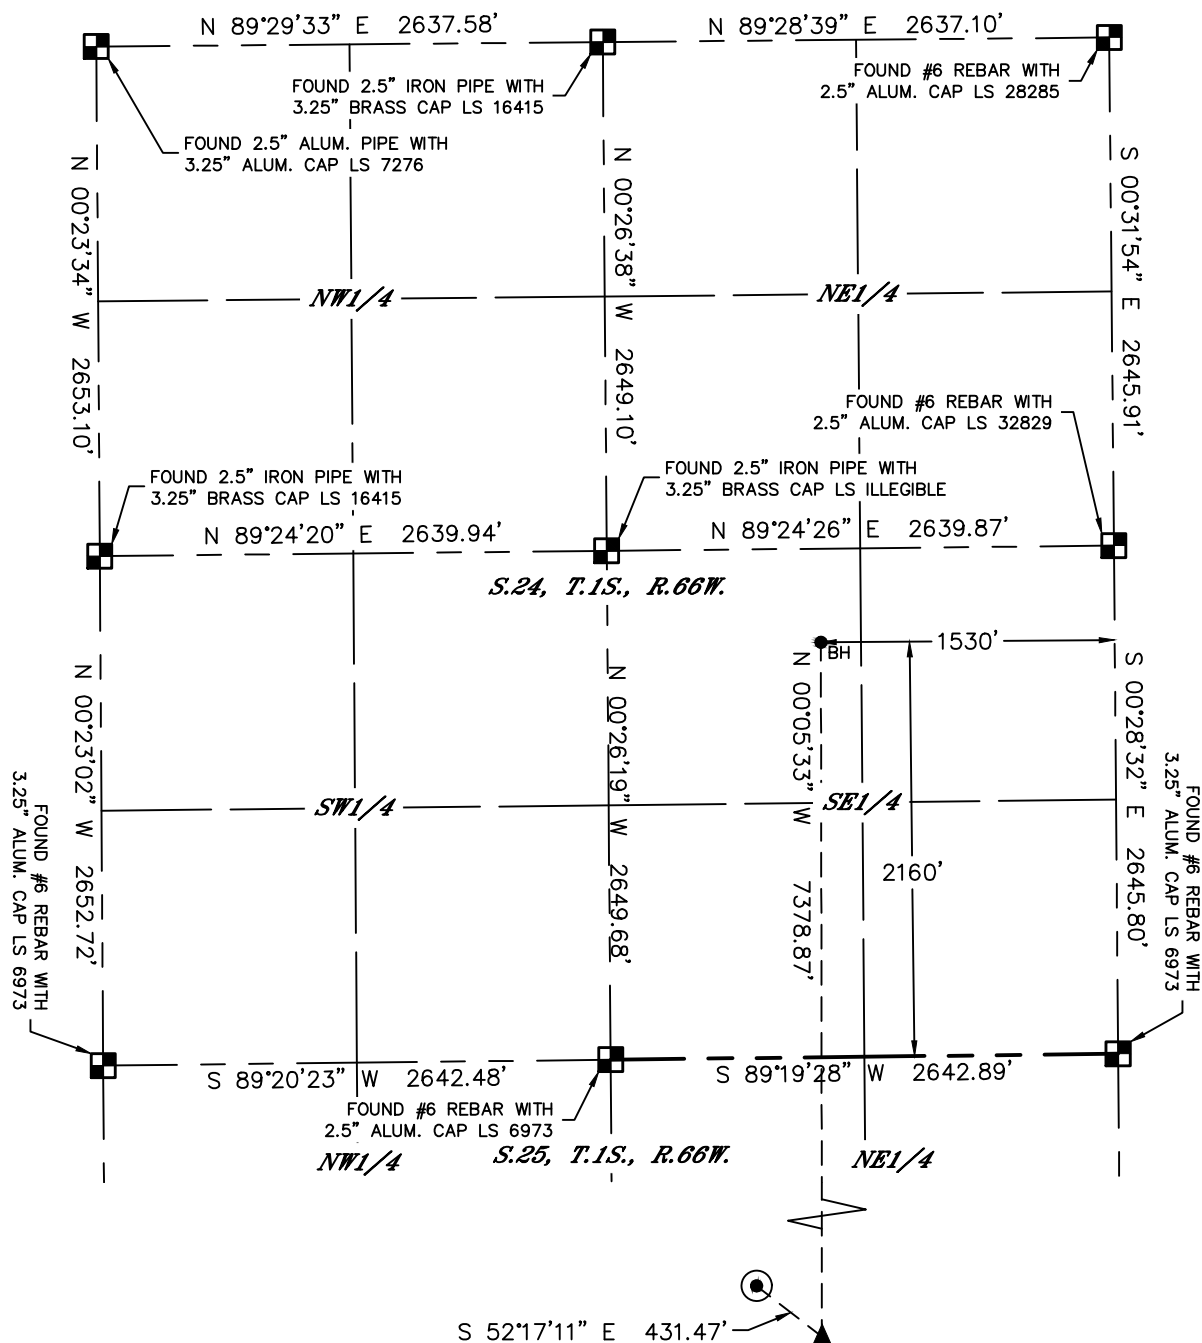 N 89°29'33" E 2637.58'
N 89°28'39" E 2637.10'
FOUND 2.5" IRON PIPE WITH
3.25" BRASS CAP LS 16415
FOUND #6 REBAR WITH
2.5" ALUM. CAP LS 28285
FOUND 2.5" ALUM. PIPE WITH
3.25" ALUM. CAP LS 7276
N 00°23'34" W 2653.10'
N 00°26'38" W 2649.10'
S 00°31'54" E 2645.91'
NW1/4
NE1/4
FOUND #6 REBAR WITH
2.5" ALUM. CAP LS 32829
FOUND 2.5" IRON PIPE WITH
3.25" BRASS CAP LS 16415
FOUND 2.5" IRON PIPE WITH
3.25" BRASS CAP LS ILLEGIBLE
N 89°24'20" E 2639.94'
N 89°24'26" E 2639.87'
S.24, T.1S., R.66W.
1530'
BH
N 00°23'02" W 2652.72'
N 00°26'19" W 2649.68'
N 00°05'33" W 7378.87'
S 00°28'32" E 2645.80'
SW1/4
SE1/4
2160'
FOUND #6 REBAR WITH
3.25" ALUM. CAP LS 6973
FOUND #6 REBAR WITH
3.25" ALUM. CAP LS 6973
S 89°20'23" W 2642.48'
S 89°19'28" W 2642.89'
FOUND #6 REBAR WITH
2.5" ALUM. CAP LS 6973
NW1/4
S.25, T.1S., R.66W.
NE1/4
S 52°17'11" E 431.47'